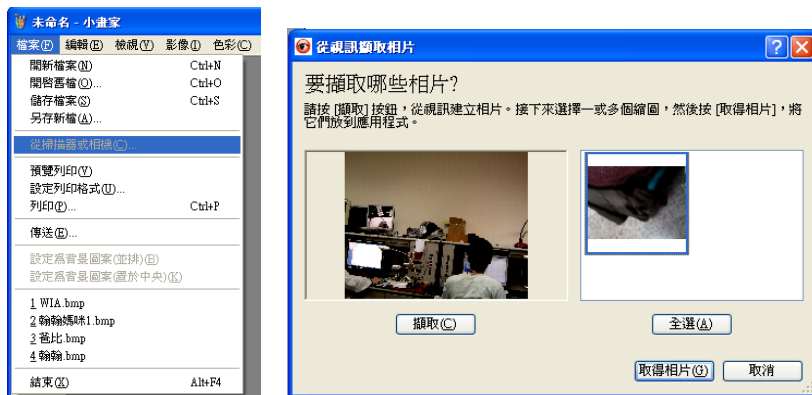 未命名 - 小畫家
檔案(F) 編輯(E) 檢視(V) 影像(I) 色彩(C)
開新檔案(N) Ctrl+N
開啓舊檔(O)... Ctrl+O
儲存檔案(S) Ctrl+S
另存新檔(A)...
從掃描器或相機(C)...
預覽列印(V)
設定列印格式(U)...
列印(P)... Ctrl+P
傳送(E)...
設定爲背景圖案(並排)(B)
設定爲背景圖案(置於中央)(K)
1 WIA.bmp
2 翰翰媽咪1.bmp
3 爸比.bmp
4 翰翰.bmp
結束(X) Alt+F4
從視訊擷取相片
要擷取哪些相片?
請按 [擷取] 按鈕，從視訊建立相片。接下來選擇一或多個縮圖，然後按 [取得相片]，將
它們放到應用程式。
擷取(C)
全選(A)
取得相片(G) 取消